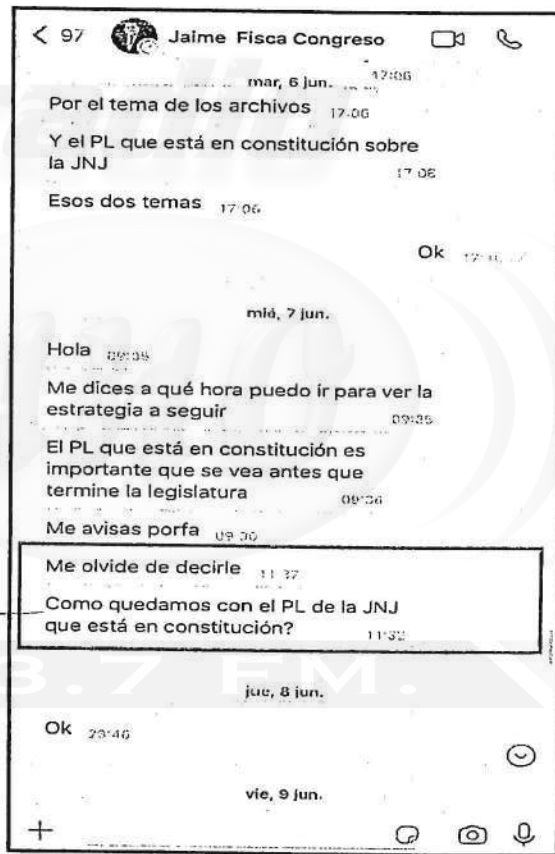 97 Jaime Fisca Congreso
mar, 6 jun. 17:06
Por el tema de los archivos 17:06
Y el PL que está en constitución sobre
la JNJ 17:06
Esos dos temas 17:06
Ok
mié, 7 jun.
Hola 09:35
Me dices a qué hora puedo ir para ver la
estrategia a seguir 09:35
El PL que está en constitución es
importante que se vea antes que
termine la legislatura 09:36
Me avisas porfa 09:36
Me olvide de decirle 11:37
Como quedamos con el PL de la JNJ
que está en constitución?
8.7 FM.
jue, 8 jun.
Ok 23:46
vie, 9 jun.